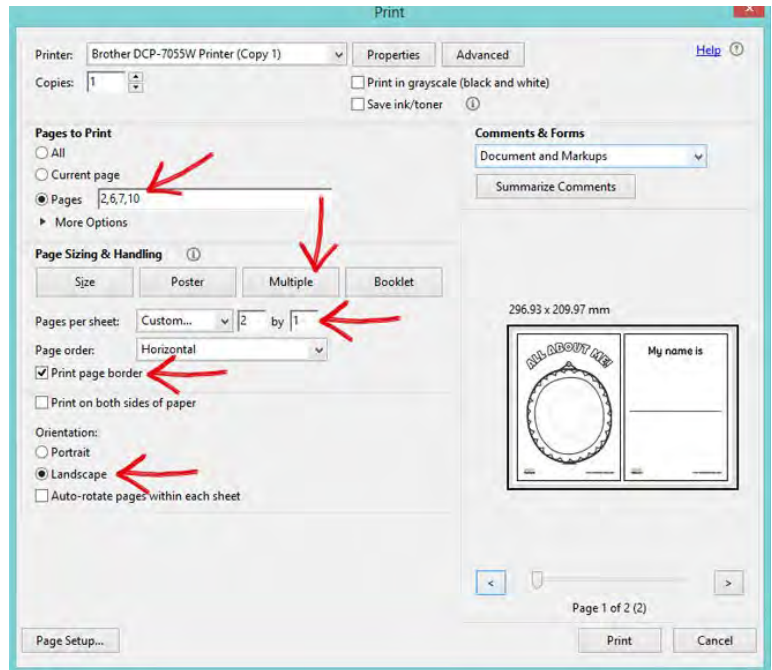 Print
Printer: Brother DCP-7055W Printer (Copy 1) Properties Advanced Help
Copies: 1 Print in grayscale (black and white)
Save ink/toner
Pages to Print
All
Current page
Pages 2,6,7,10
More Options
Comments & Forms
Document and Markups
Summarize Comments
Page Sizing & Handling
Size Poster Multiple Booklet
Pages per sheet: Custom... 2 by 1
Page order: Horizontal
Print page border
Print on both sides of paper
Orientation:
Portrait
Landscape
Auto-rotate pages within each sheet
296.93 x 209.97 mm
ALL ABOUT ME!
My name is
< >
Page 1 of 2 (2)
Page Setup... Print Cancel